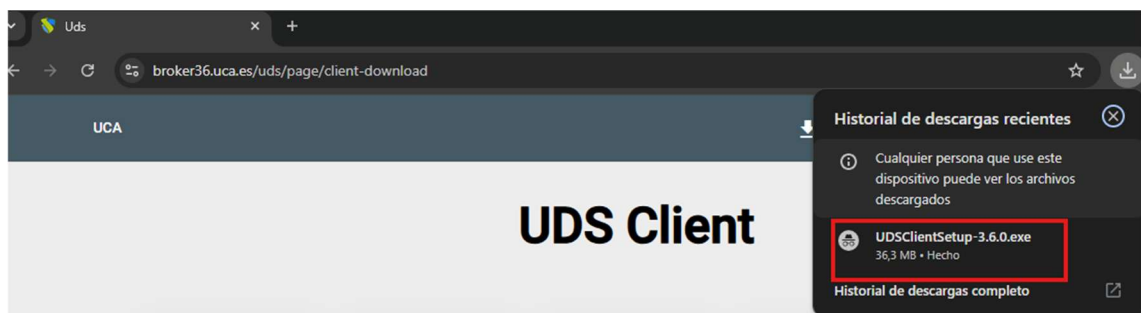 Uds
broker36.uca.es/uds/page/client-download
UCA
UDS Client
Historial de descargas recientes
Cualquier persona que use este
dispositivo puede ver los archivos
descargados
UDSClientSetup-3.6.0.exe
36,3 MB • Hecho
Historial de descargas completo